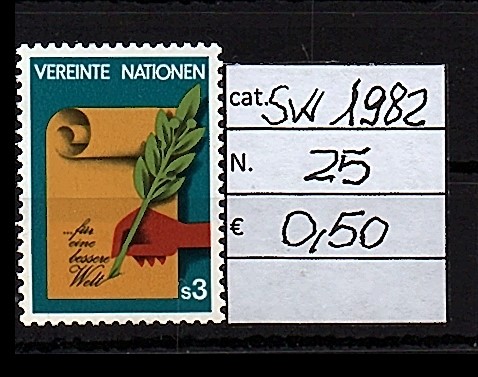 VEREINTE NATIONEN
...für
eine
bessere
Welt
s3
cat. SW 1982
N. 25
€ 0,50